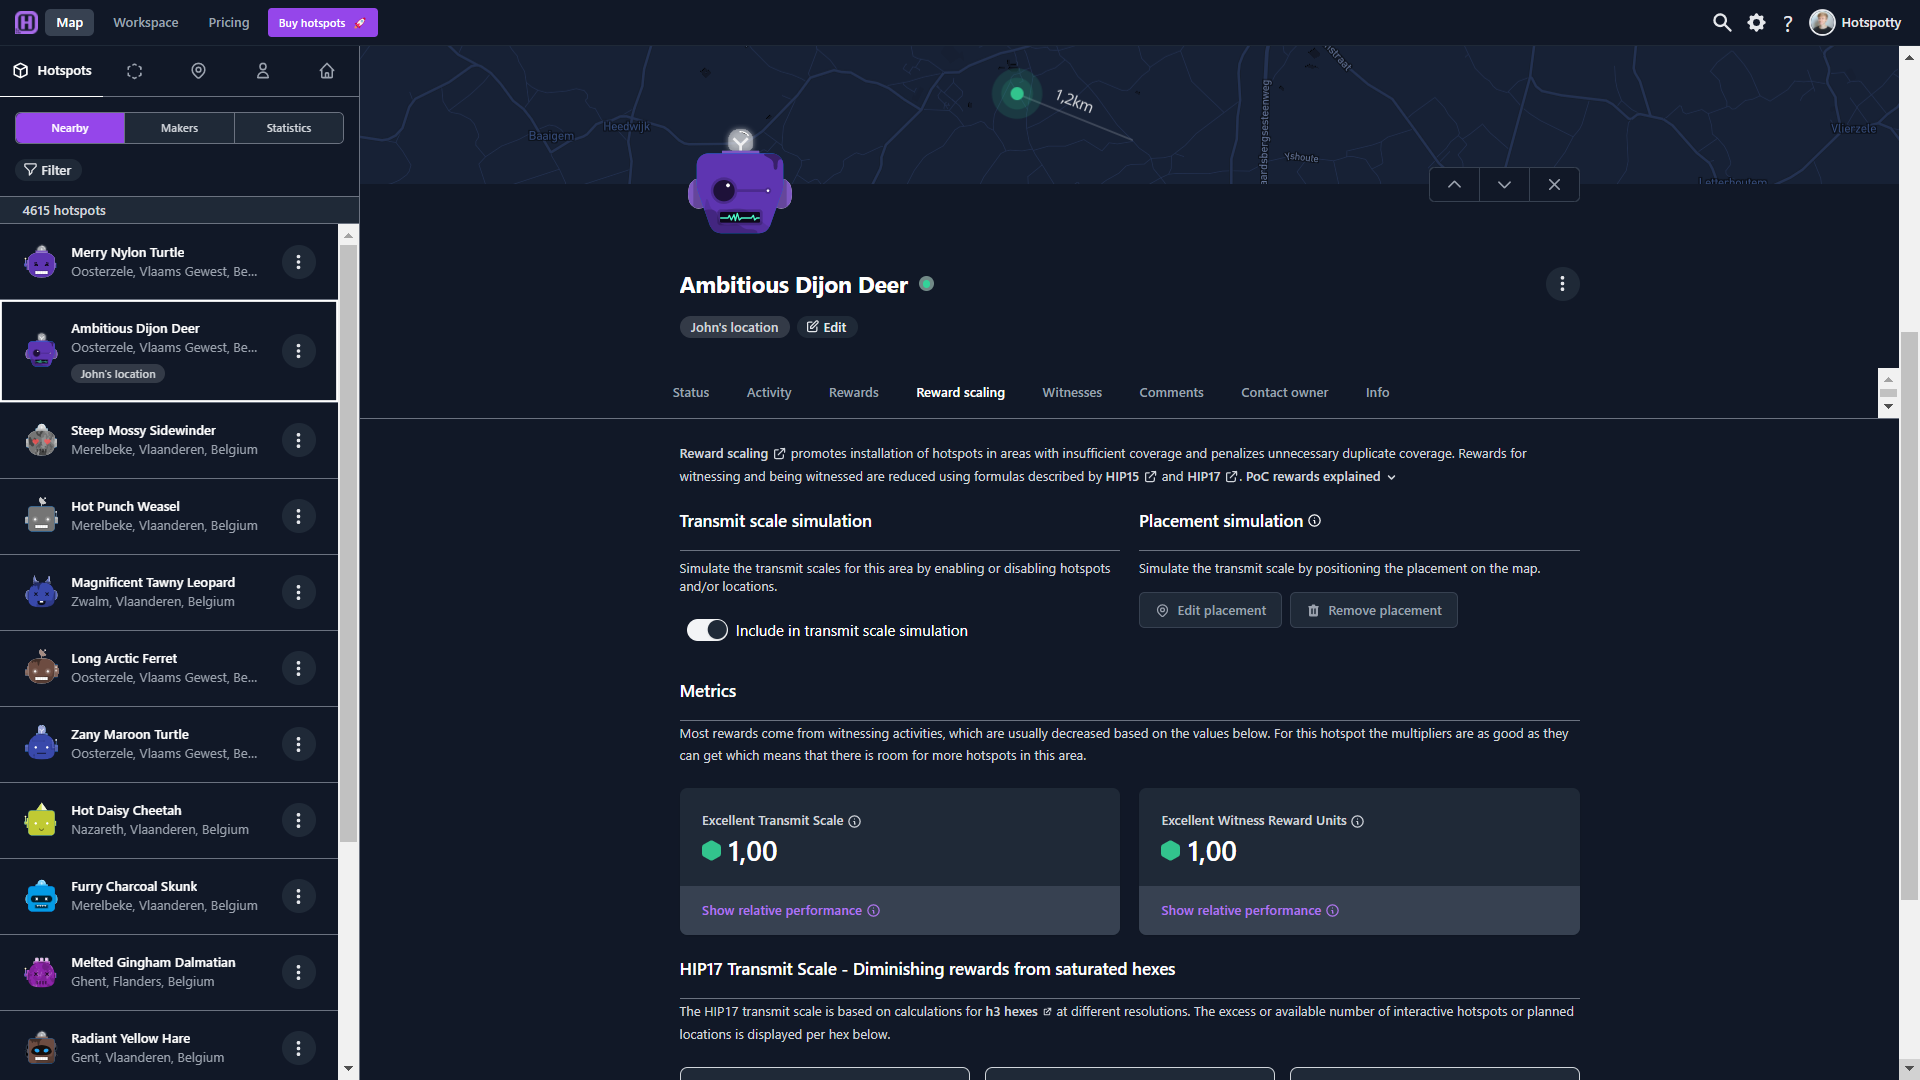 Map
Workspace
Pricing
Buy hotspots
Hotspotty
Hotspots
Nearby
Makers
Statistics
Filter
4615 hotspots
Merry Nylon Turtle
Oosterzele, Vlaams Gewest, Be...
Ambitious Dijon Deer
Oosterzele, Vlaams Gewest, Be...
John's location
Steep Mossy Sidewinder
Merelbeke, Vlaanderen, Belgium
Hot Punch Weasel
Merelbeke, Vlaanderen, Belgium
Magnificent Tawny Leopard
Zwalm, Vlaanderen, Belgium
Long Arctic Ferret
Oosterzele, Vlaams Gewest, Be...
Zany Maroon Turtle
Oosterzele, Vlaams Gewest, Be...
Hot Daisy Cheetah
Nazareth, Vlaanderen, Belgium
Furry Charcoal Skunk
Merelbeke, Vlaanderen, Belgium
Melted Gingham Dalmatian
Ghent, Flanders, Belgium
Radiant Yellow Hare
Gent, Vlaanderen, Belgium
Baaigem
Heedwijk
1,2km
Vlierzele
Letterhoutem
Ambitious Dijon Deer
John's location
Edit
Status
Activity
Rewards
Reward scaling
Witnesses
Comments
Contact owner
Info
Reward scaling promotes installation of hotspots in areas with insufficient coverage and penalizes unnecessary duplicate coverage. Rewards for
witnessing and being witnessed are reduced using formulas described by HIP15 and HIP17. PoC rewards explained
Transmit scale simulation
Simulate the transmit scales for this area by enabling or disabling hotspots
and/or locations.
Include in transmit scale simulation
Placement simulation
Simulate the transmit scale by positioning the placement on the map.
Edit placement
Remove placement
Metrics
Most rewards come from witnessing activities, which are usually decreased based on the values below. For this hotspot the multipliers are as good as they
can get which means that there is room for more hotspots in this area.
Excellent Transmit Scale
1,00
Show relative performance
Excellent Witness Reward Units
1,00
Show relative performance
HIP17 Transmit Scale - Diminishing rewards from saturated hexes
The HIP17 transmit scale is based on calculations for h3 hexes at different resolutions. The excess or available number of interactive hotspots or planned
locations is displayed per hex below.